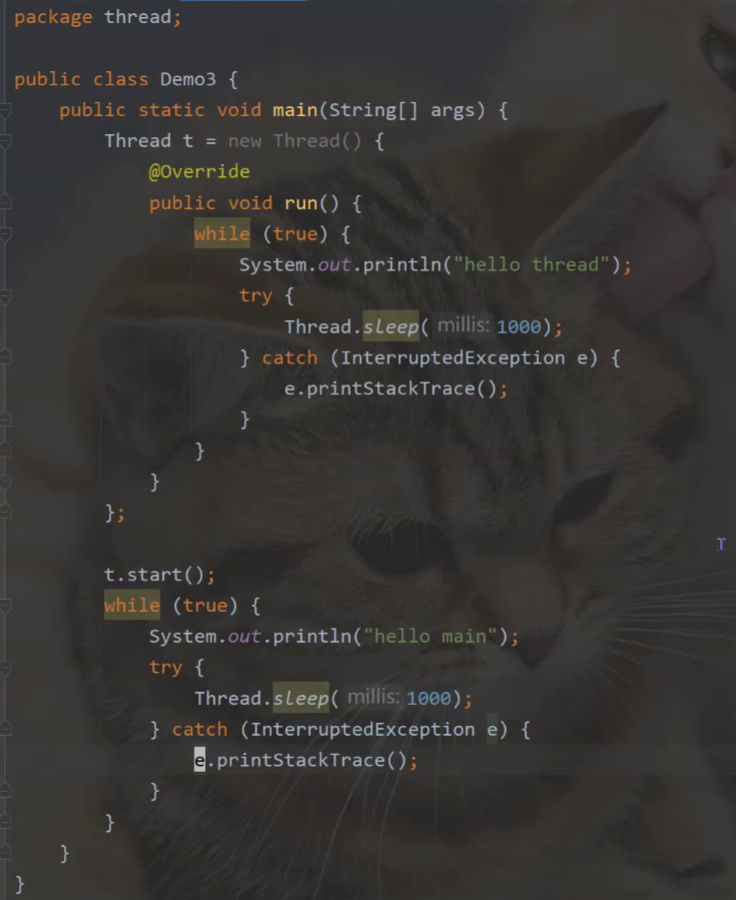 package thread;
public class Demo3 {
public static void main(String[] args) {
Thread t = new Thread() {
@Override
public void run() {
while (true) {
System.out.println("hello thread");
try {
Thread.sleep( millis: 1000);
} catch (InterruptedException e) {
e.printStackTrace();
}
}
}
};
t.start();
while (true) {
System.out.println("hello main");
try {
Thread.sleep( millis: 1000);
} catch (InterruptedException e) {
e.printStackTrace();
}
}
}
}